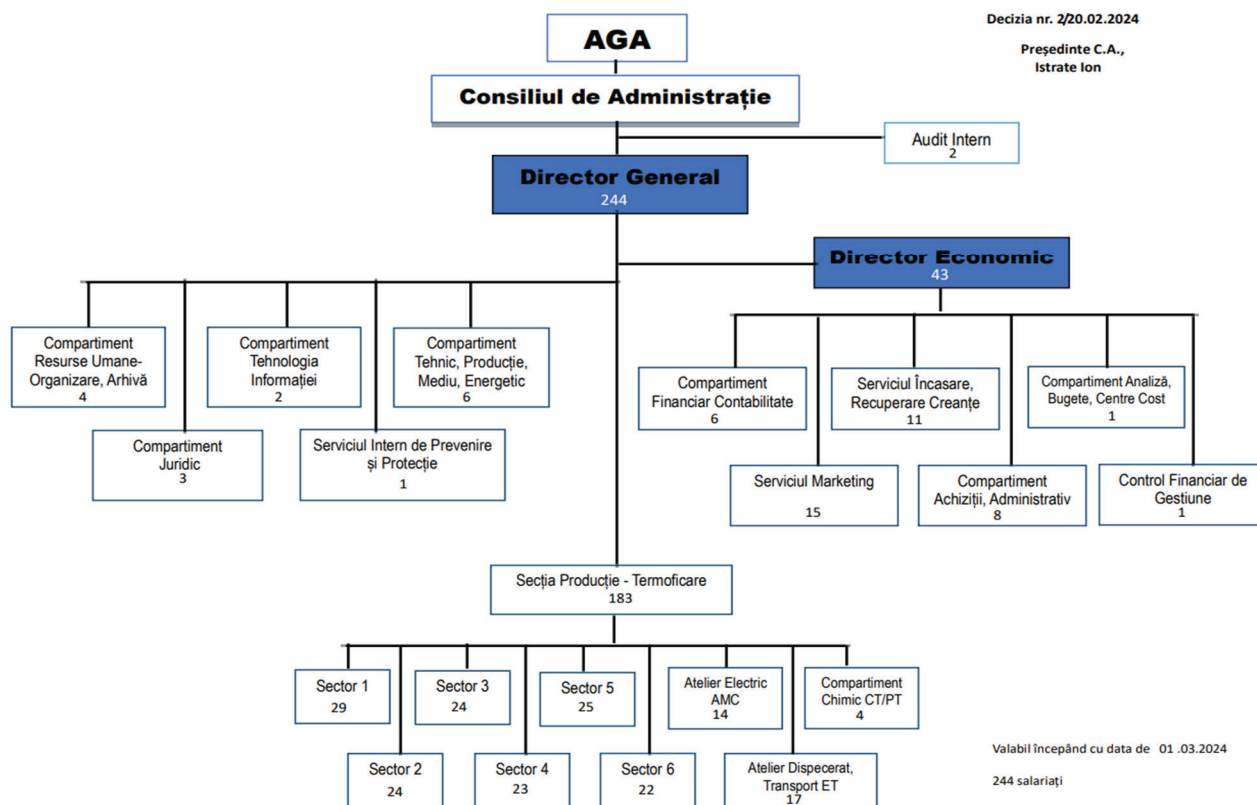 Decizia nr. 2/20.02.2024
Președinte C.A.,
Istrate Ion
AGA
Consiliul de Administrație
Audit Intern
2
Director General
244
Director Economic
43
Compartiment
Resurse Umane-
Organizare, Arhivă
4
Compartiment
Tehnologia
Informației
2
Compartiment
Tehnic, Producție,
Mediu, Energetic
6
Compartiment
Juridic
3
Serviciul Intern de Prevenire
și Protecție
1
Compartiment
Financiar Contabilitate
6
Serviciul Încasare,
Recuperare Creanțe
11
Compartiment Analiză,
Bugete, Centre Cost
1
Serviciul Marketing
15
Compartiment
Achiziții, Administrativ
8
Control Financiar de
Gestiune
1
Secția Producție - Termoficare
183
Sector 1
29
Sector 3
24
Sector 5
25
Atelier Electric
AMC
14
Compartiment
Chimic CT/PT
4
Sector 2
24
Sector 4
23
Sector 6
22
Atelier Dispecerat,
Transport ET
17
Valabil începând cu data de 01 .03.2024
244 salariați